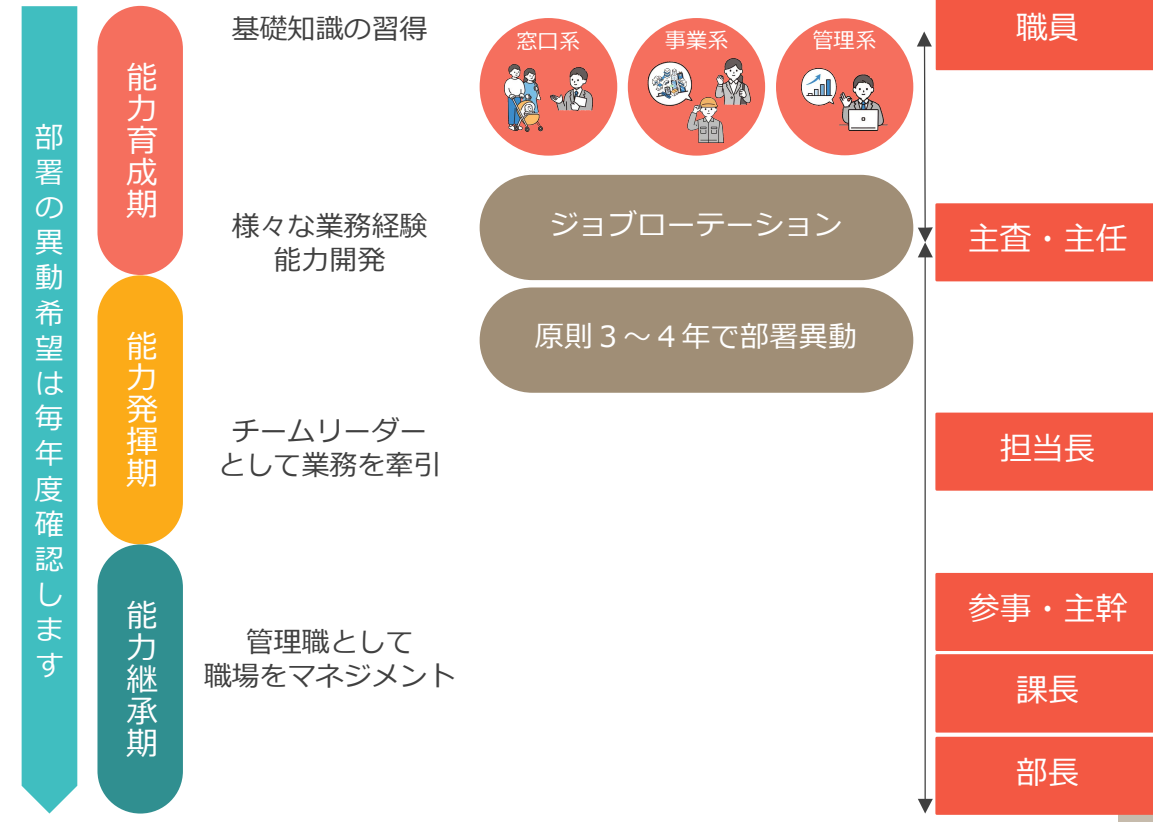 部署の異動希望は毎年度確認します
能力育成期
基礎知識の習得
窓口系
事業系
管理系
職員
様々な業務経験
能力開発
ジョブローテーション
主査・主任
原則３～４年で部署異動
能力発揮期
チームリーダー
として業務を牽引
担当長
能力継承期
管理職として
職場をマネジメント
参事・主幹
課長
部長